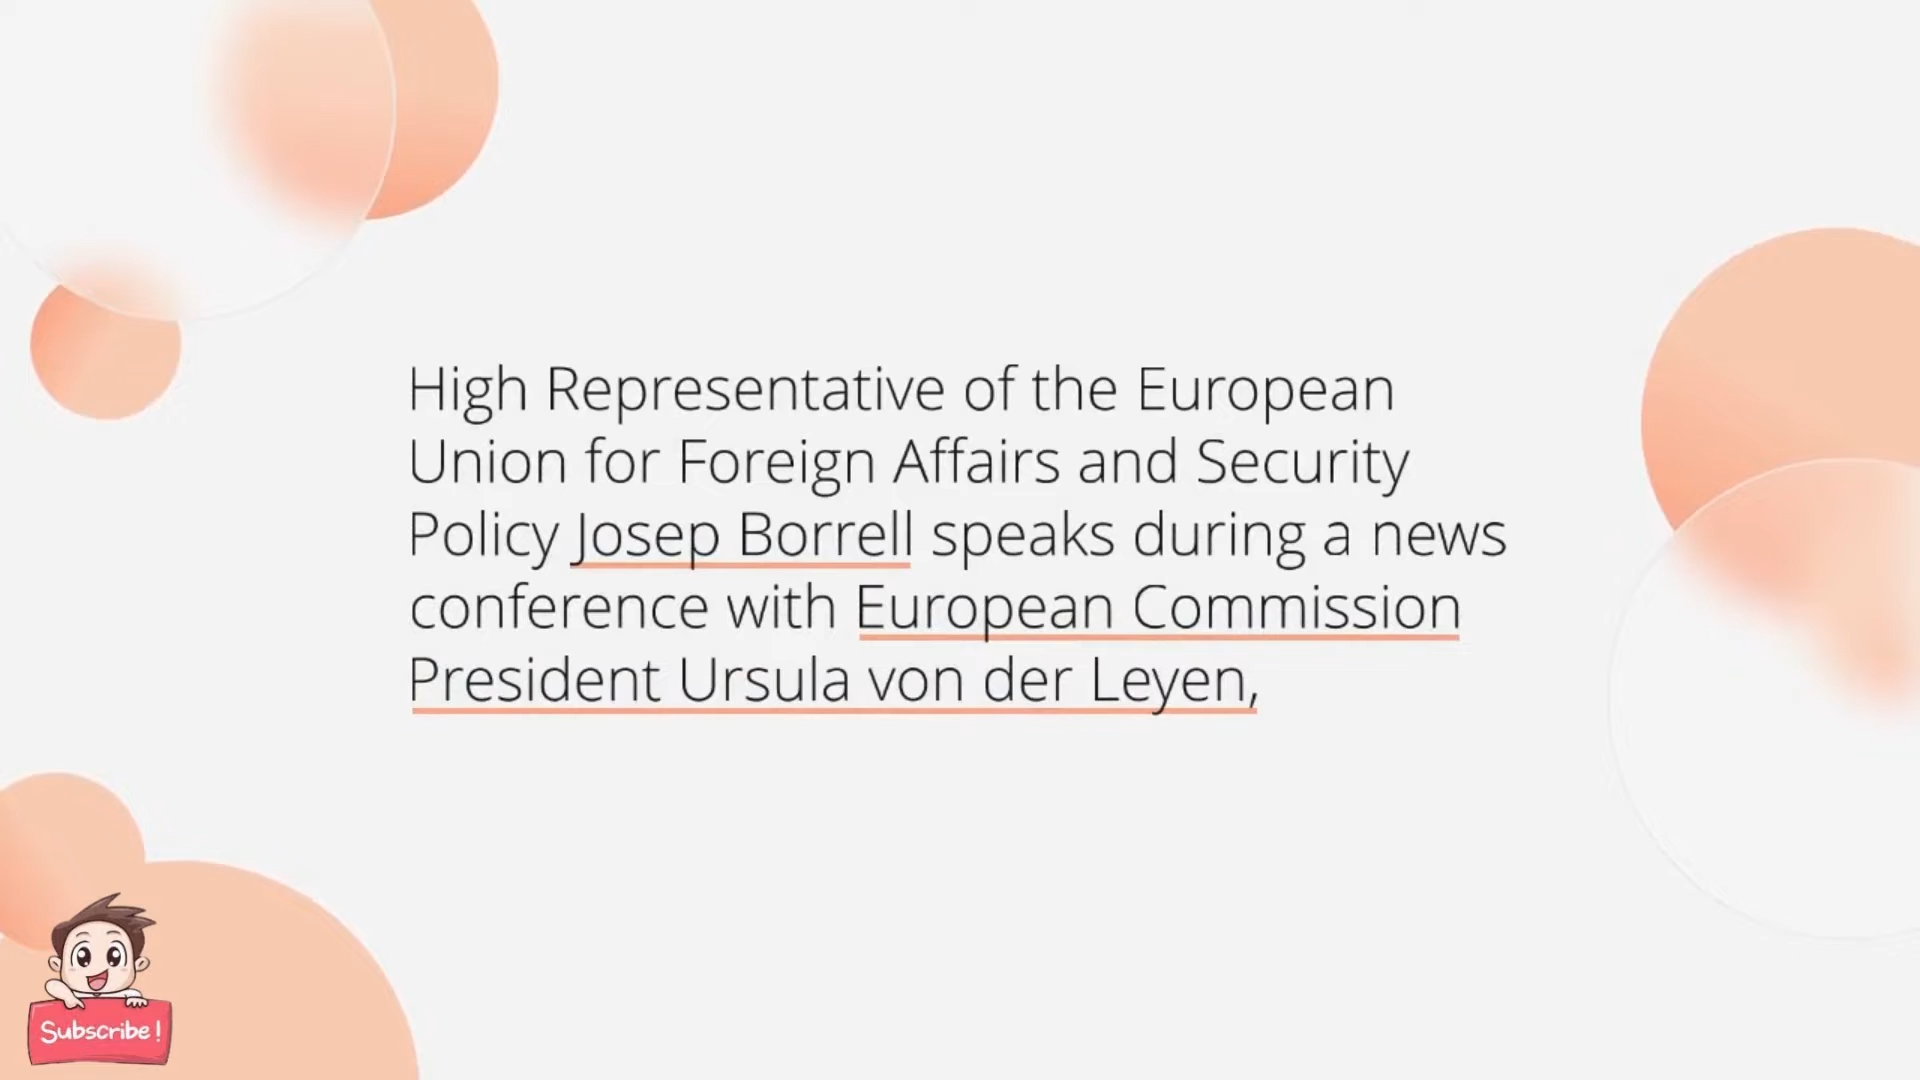 High Representative of the European
Union for Foreign Affairs and Security
Policy Josep Borrell speaks during a news
conference with European Commission
President Ursula von der Leyen,
Subscribe!